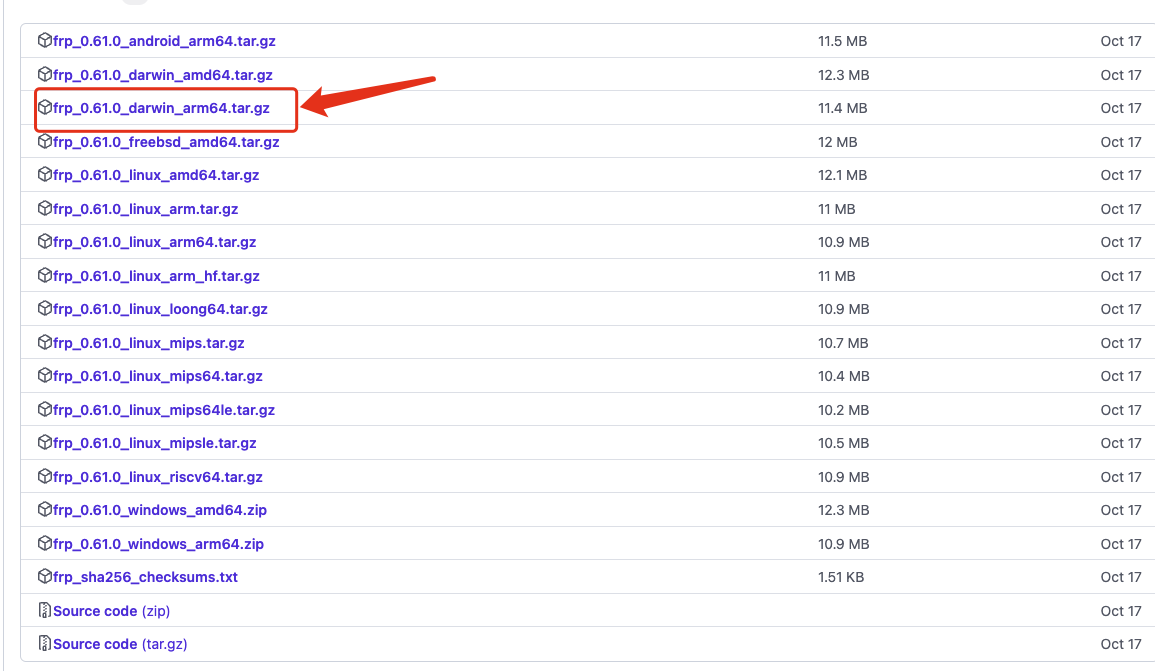 frp_0.61.0_android_arm64.tar.gz 11.5 MB Oct 17
frp_0.61.0_darwin_amd64.tar.gz 12.3 MB Oct 17
frp_0.61.0_darwin_arm64.tar.gz 11.4 MB Oct 17
frp_0.61.0_freebsd_amd64.tar.gz 12 MB Oct 17
frp_0.61.0_linux_amd64.tar.gz 12.1 MB Oct 17
frp_0.61.0_linux_arm.tar.gz 11 MB Oct 17
frp_0.61.0_linux_arm64.tar.gz 10.9 MB Oct 17
frp_0.61.0_linux_arm_hf.tar.gz 11 MB Oct 17
frp_0.61.0_linux_loong64.tar.gz 10.9 MB Oct 17
frp_0.61.0_linux_mips.tar.gz 10.7 MB Oct 17
frp_0.61.0_linux_mips64.tar.gz 10.4 MB Oct 17
frp_0.61.0_linux_mips64le.tar.gz 10.2 MB Oct 17
frp_0.61.0_linux_mipsle.tar.gz 10.5 MB Oct 17
frp_0.61.0_linux_riscv64.tar.gz 10.9 MB Oct 17
frp_0.61.0_windows_amd64.zip 12.3 MB Oct 17
frp_0.61.0_windows_arm64.zip 10.9 MB Oct 17
frp_sha256_checksums.txt 1.51 KB Oct 17
Source code (zip) Oct 17
Source code (tar.gz) Oct 17